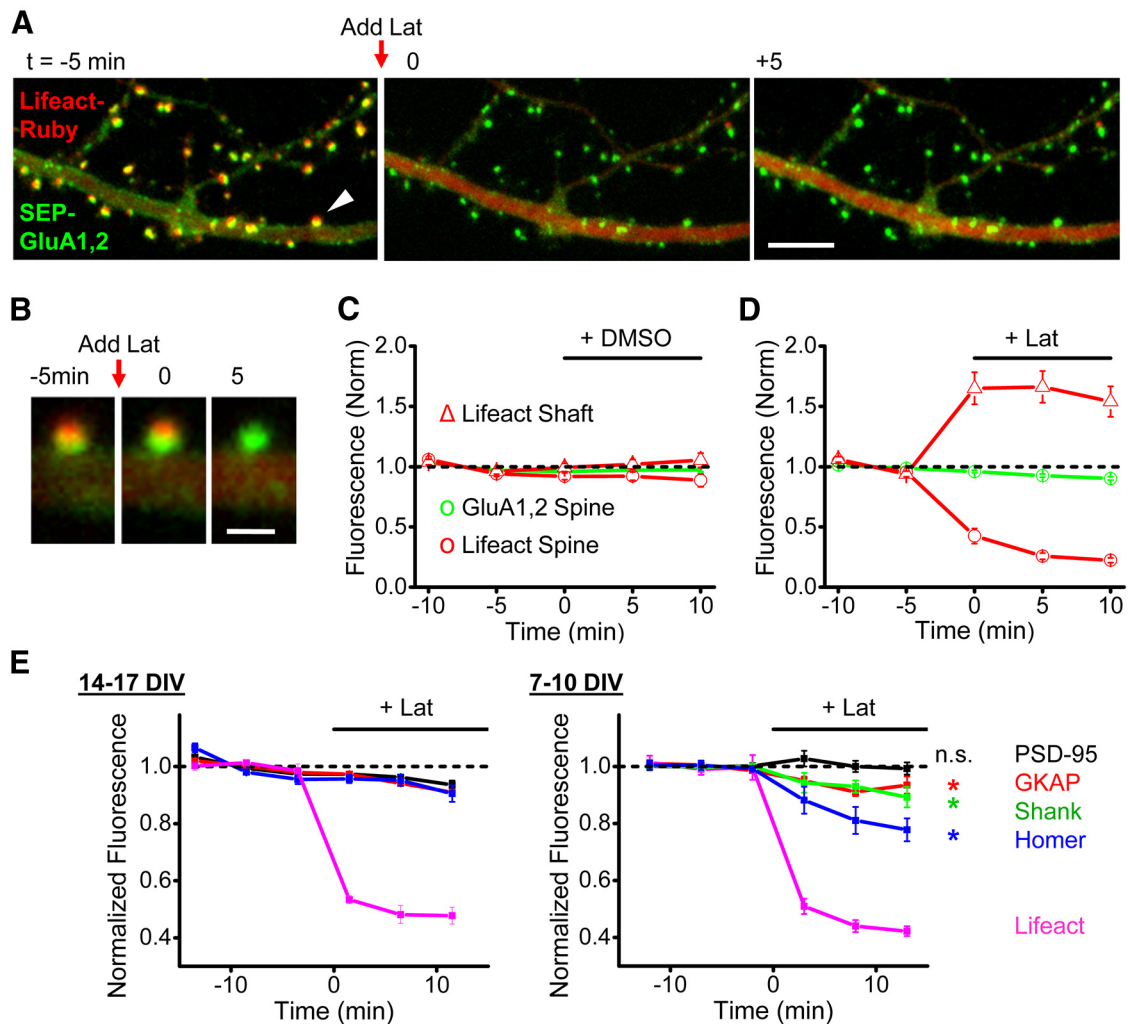 A
Add Lat
t = -5 min
0
+5
Lifeact-
Ruby
SEP-
GluA1,2
B
Add Lat
-5min
0
5
C
+ DMSO
Fluorescence (Norm)
2.0
1.5
1.0
0.5
0.0
Δ Lifeact Shaft
o GluA1,2 Spine
o Lifeact Spine
-10
-5
0
5
10
Time (min)
D
+ Lat
Fluorescence (Norm)
2.0
1.5
1.0
0.5
0.0
-10
-5
0
5
10
Time (min)
E
14-17 DIV
+ Lat
Normalized Fluorescence
1.0
0.8
0.6
0.4
-10
0
10
Time (min)
7-10 DIV
+ Lat
Normalized Fluorescence
1.0
0.8
0.6
0.4
-10
0
10
Time (min)
n.s. PSD-95
* GKAP
* Shank
* Homer
Lifeact